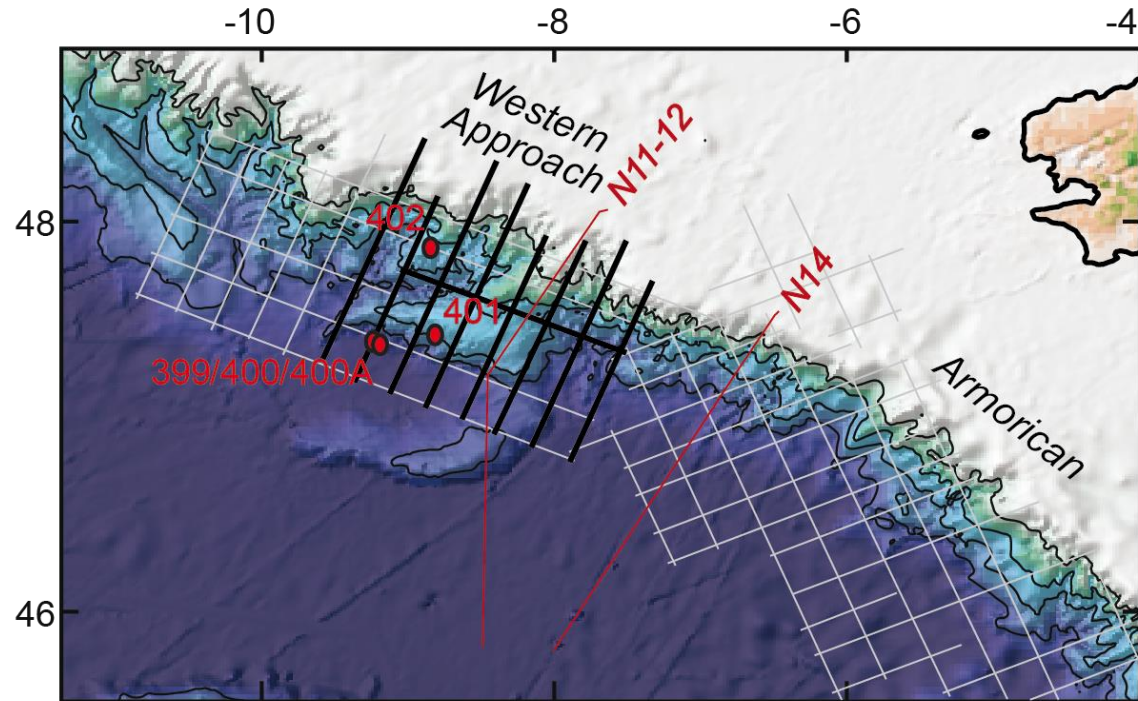 -10
-8
-6
-4
Western
Approach
N11-12
48
402
N14
401
399/400/400A
Armorican
46